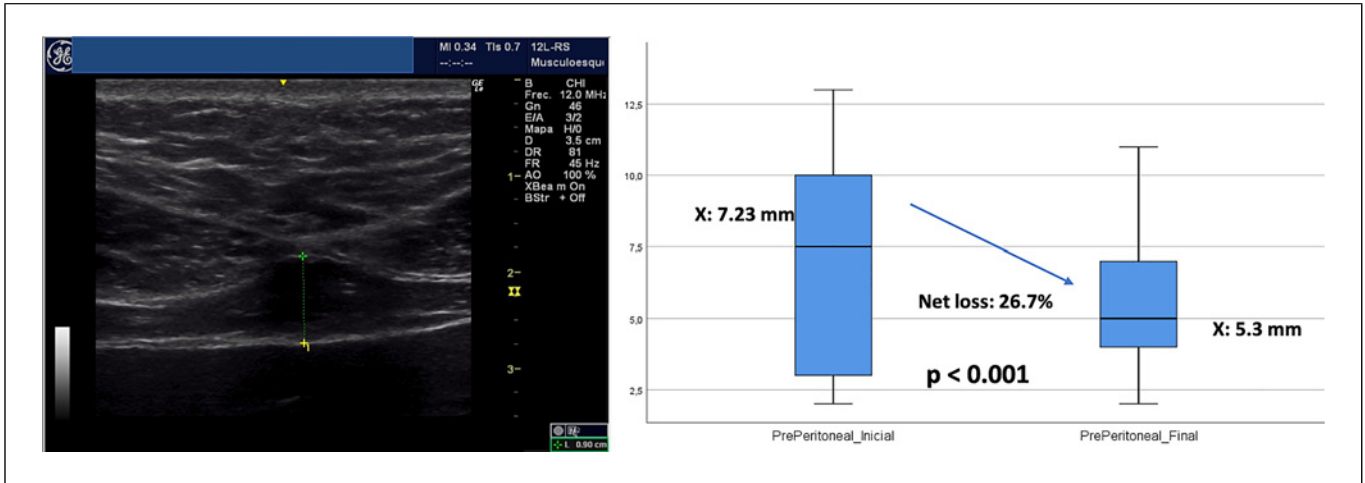 MI 0.34 TIs 0.7 12L-RS
--:--:-- Musculoesqu
GE
B CHI
Frec. 12.0 MHz
Gn 46
E/A 3/2
Mapa H/0
D 3.5 cm
DR 81
FR 45 Hz
AO 100 %
XBeam On
BStr + Off
1
2
3
1
L 0.90 cm
12,5
10,0
7,5
5,0
2,5
X: 7.23 mm
Net loss: 26.7%
X: 5.3 mm
p < 0.001
PrePeritoneal_Inicial
PrePeritoneal_Final